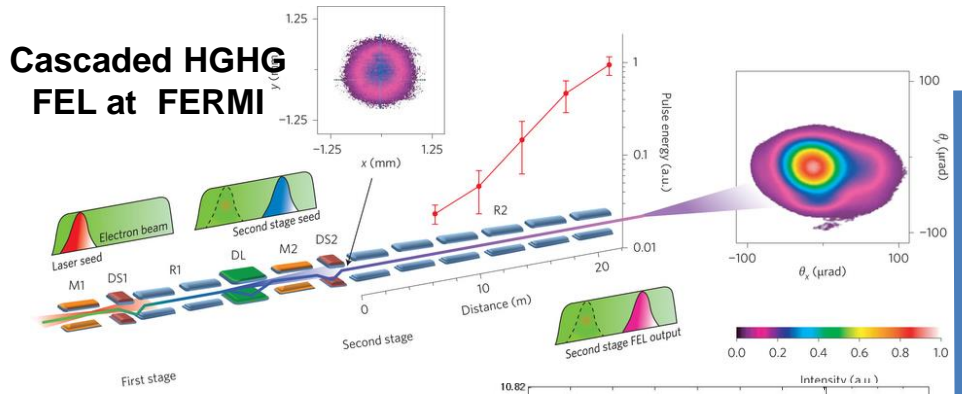 Cascaded HGHG
FEL at FERMI
1.25
y (mm)
−1.25
−1.25
1.25
x (mm)
1
0.1
0.01
Pulse energy (a.u.)
100
θy (μrad)
−100
−100
100
θx (μrad)
Electron beam
Laser seed
Second stage seed
M1
DS1
R1
DL
M2
DS2
R2
0
10
20
Distance (m)
First stage
Second stage
Second stage FEL output
0.0
0.2
0.4
0.6
0.8
1.0
Intensity (a.u.)
10.82